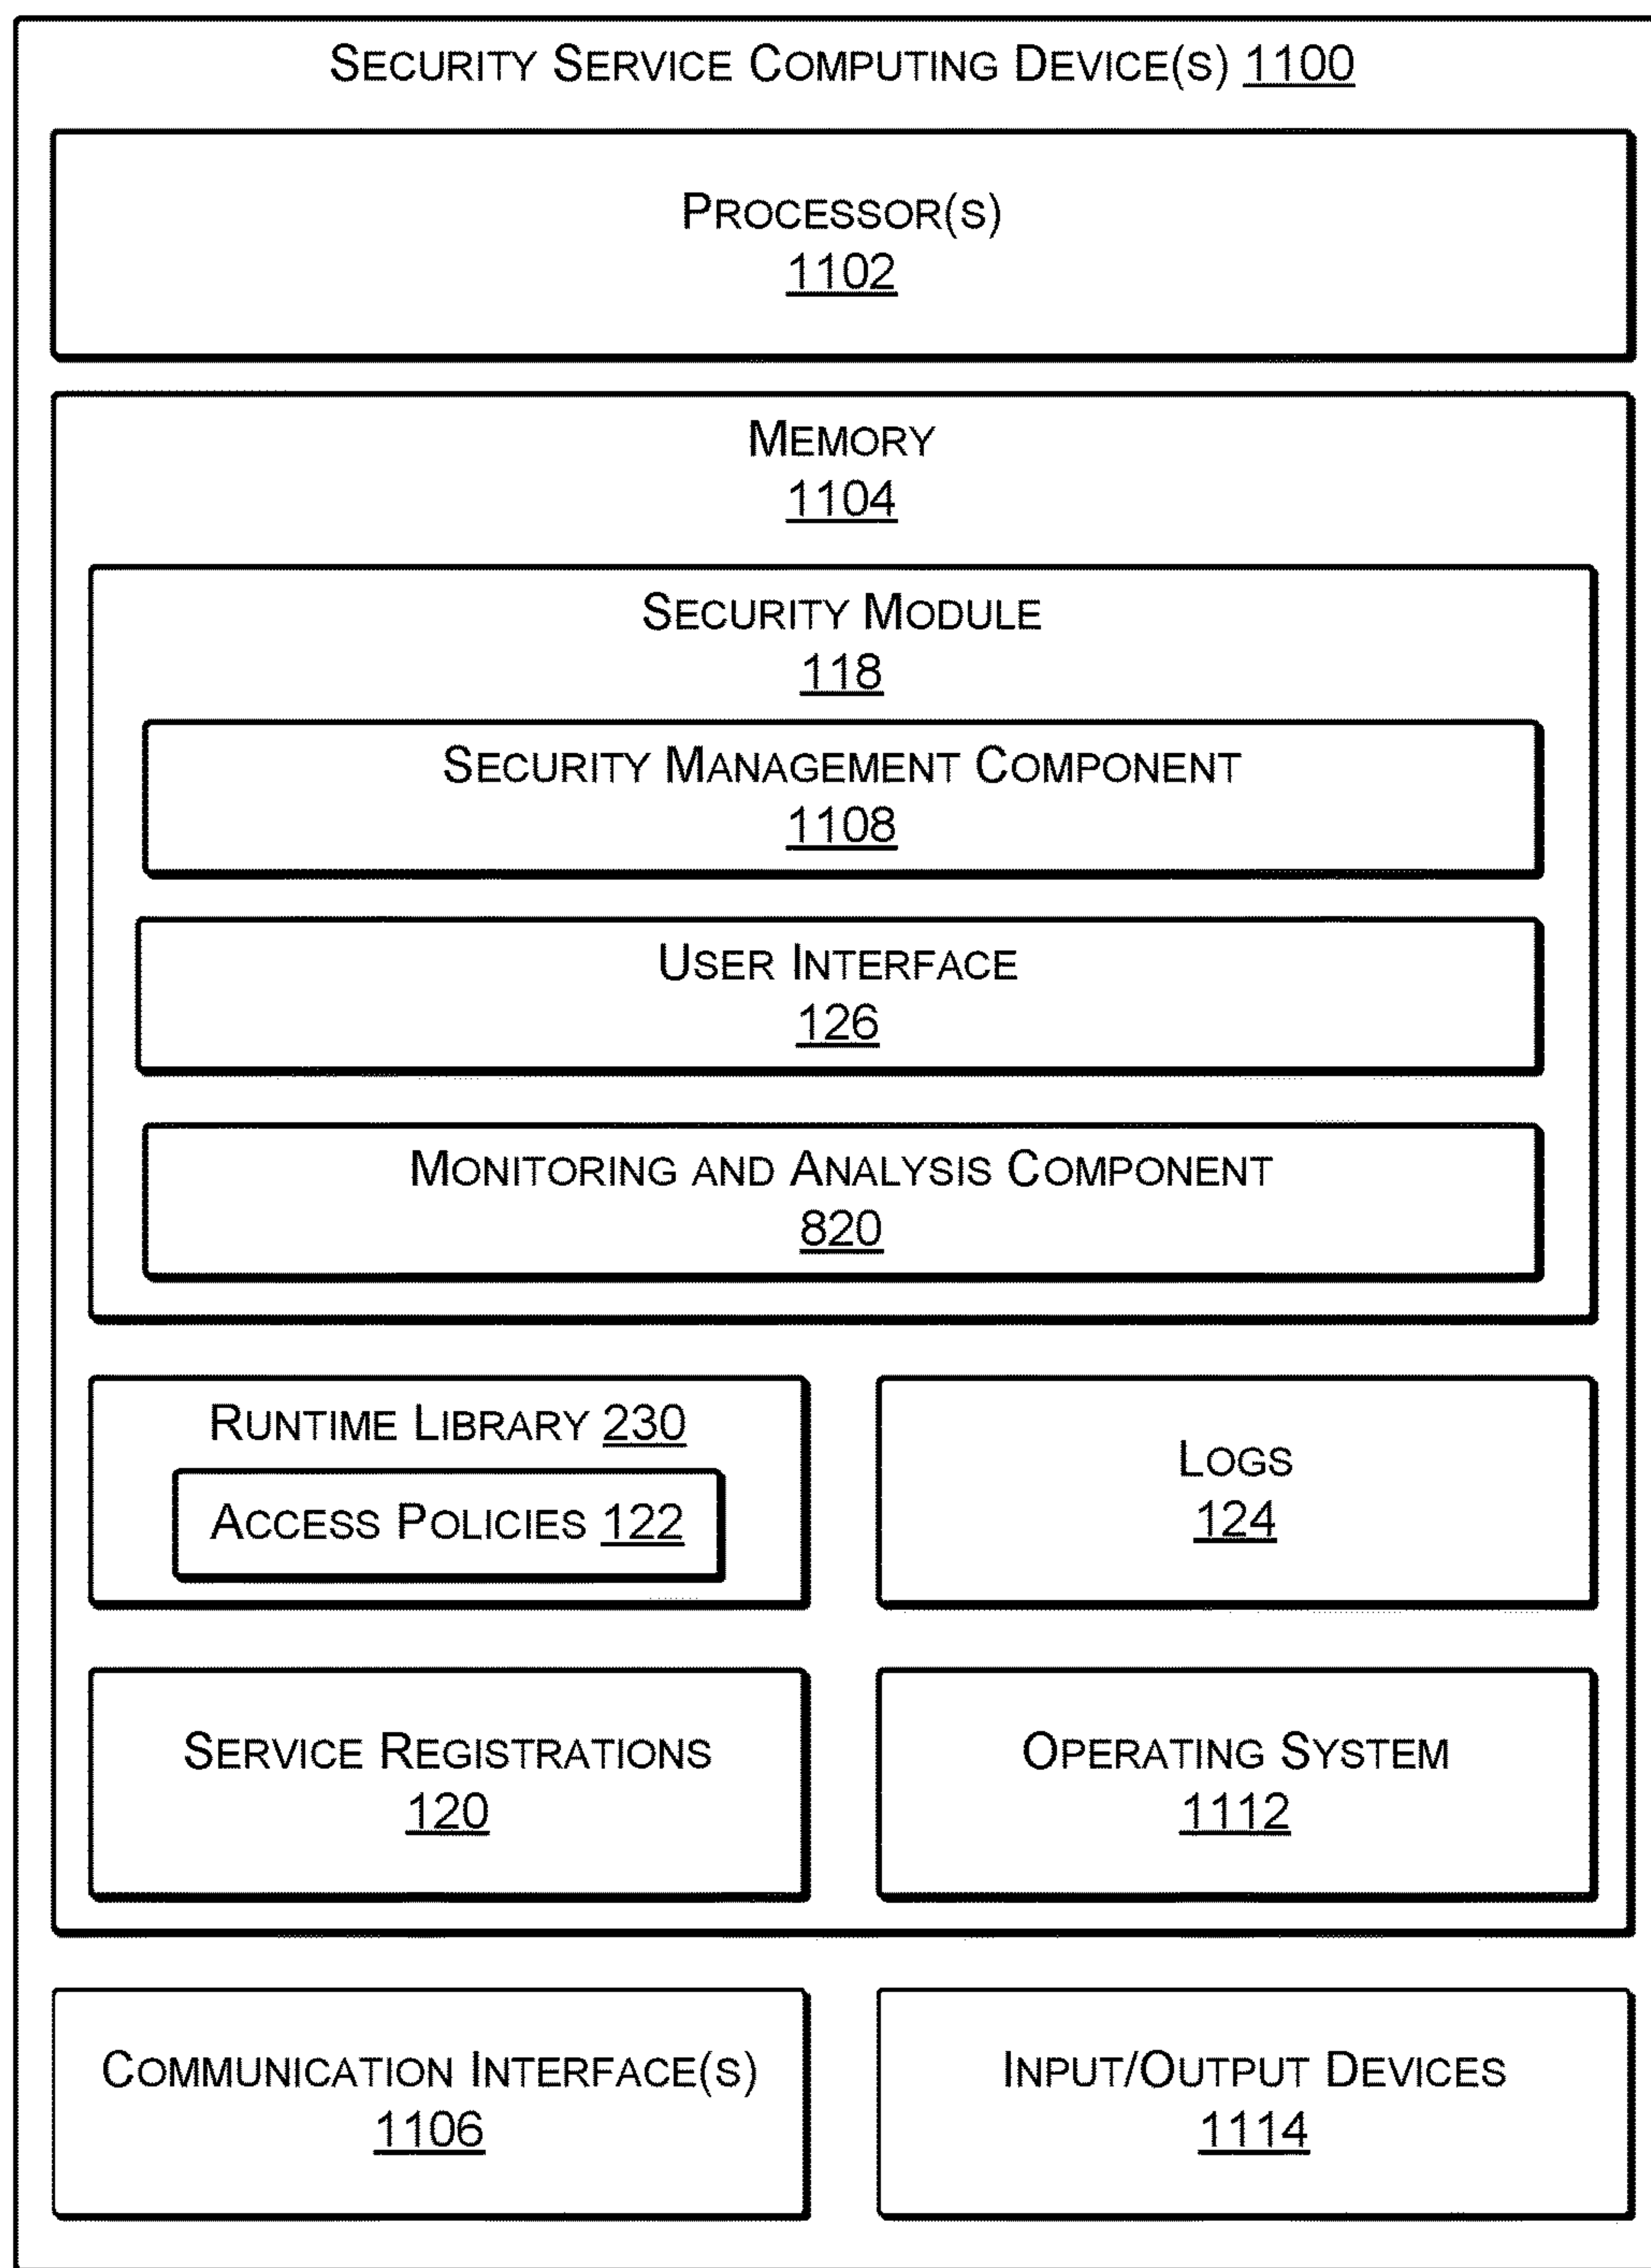 SECURITY SERVICE COMPUTING DEVICE(S) 1100
PROCESSOR(S)
1102
MEMORY
1104
SECURITY MODULE
118
SECURITY MANAGEMENT COMPONENT
1108
USER INTERFACE
126
MONITORING AND ANALYSIS COMPONENT
820
RUNTIME LIBRARY 230
ACCESS POLICIES 122
LOGS
124
SERVICE REGISTRATIONS
120
OPERATING SYSTEM
1112
COMMUNICATION INTERFACE(S)
1106
INPUT/OUTPUT DEVICES
1114